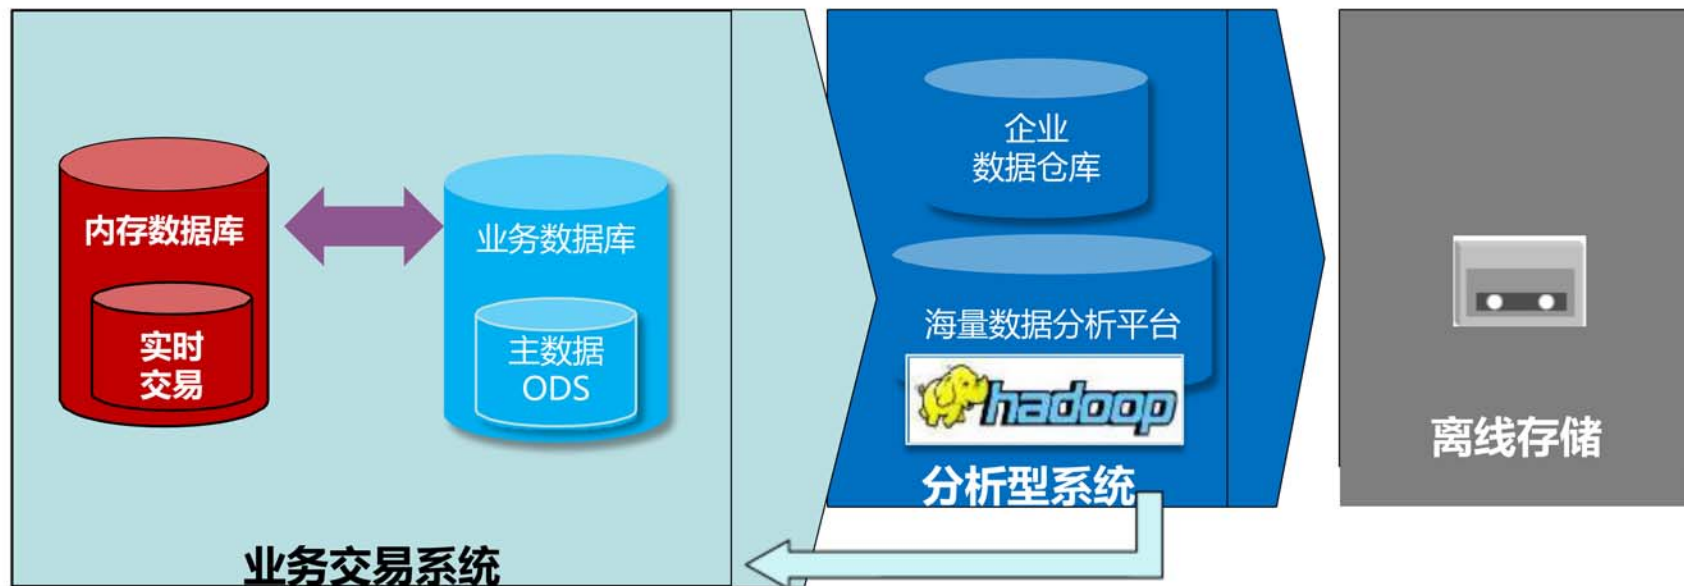 内存数据库
实时
交易
业务数据库
主数据
ODS
业务交易系统
企业
数据仓库
海量数据分析平台
hadoop
分析型系统
离线存储